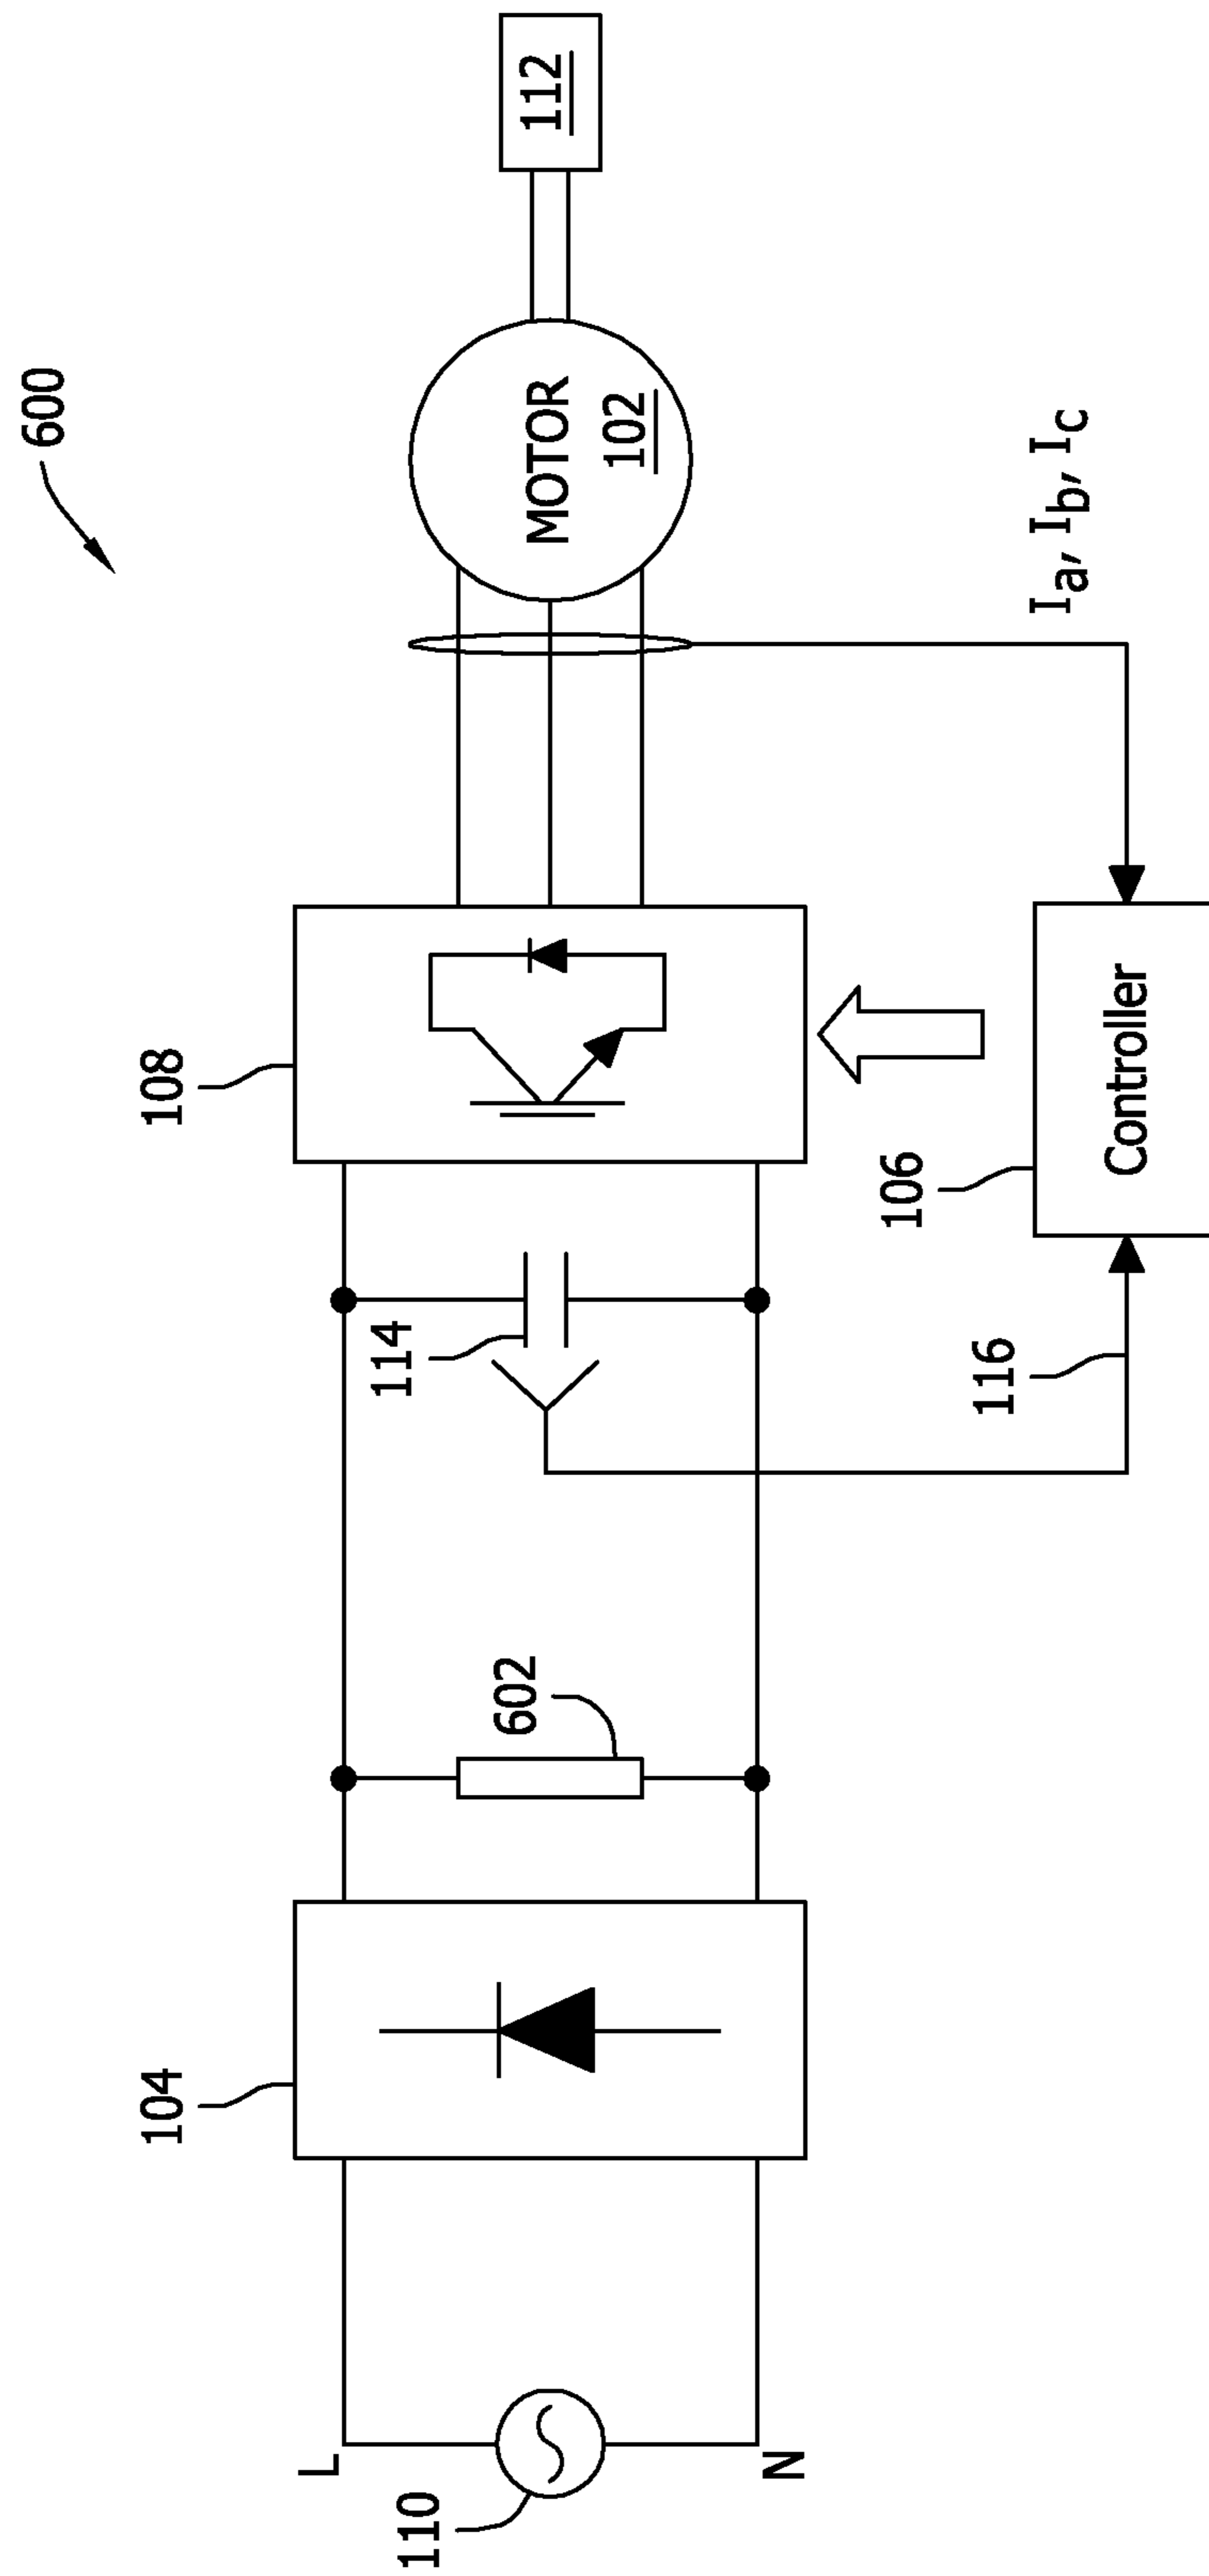 600
108
104
114
602
L
110
N
MOTOR
102
112
106
116
Controller
Ia, Ib, Ic